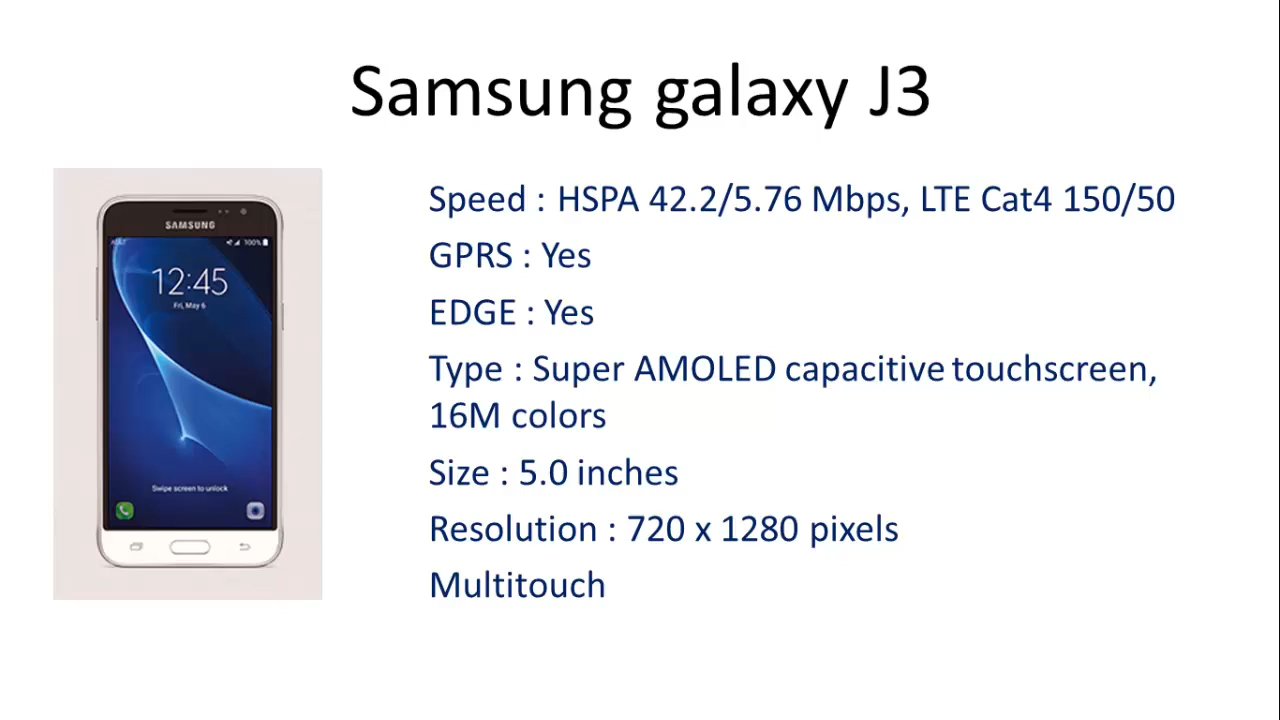 Samsung galaxy J3
Speed : HSPA 42.2/5.76 Mbps, LTE Cat4 150/50
GPRS : Yes
EDGE : Yes
Type : Super AMOLED capacitive touchscreen,
16M colors
Size : 5.0 inches
Resolution : 720 x 1280 pixels
Multitouch
SAMSUNG
AT&T
100%
12:45
Fri, May 6
Swipe screen to unlock